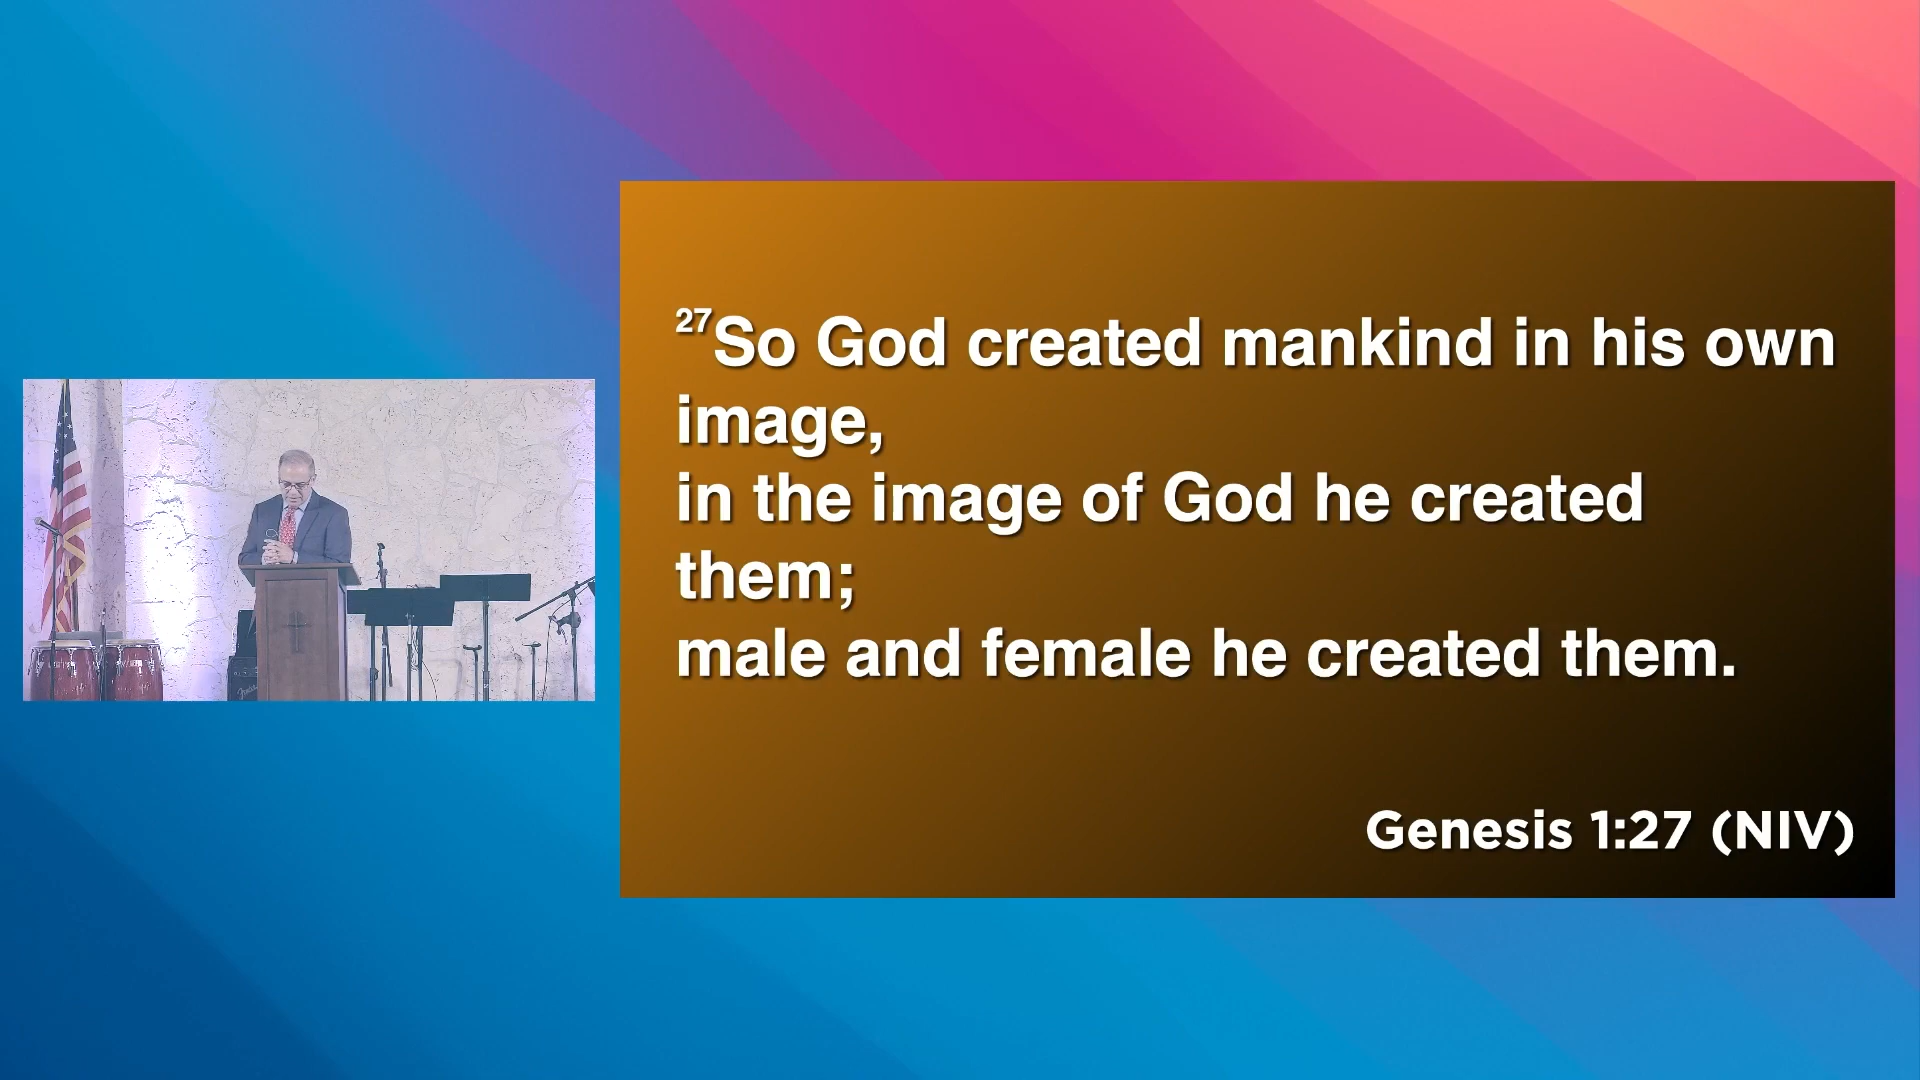 27So God created mankind in his own
image,
in the image of God he created
them;
male and female he created them.
Genesis 1:27 (NIV)